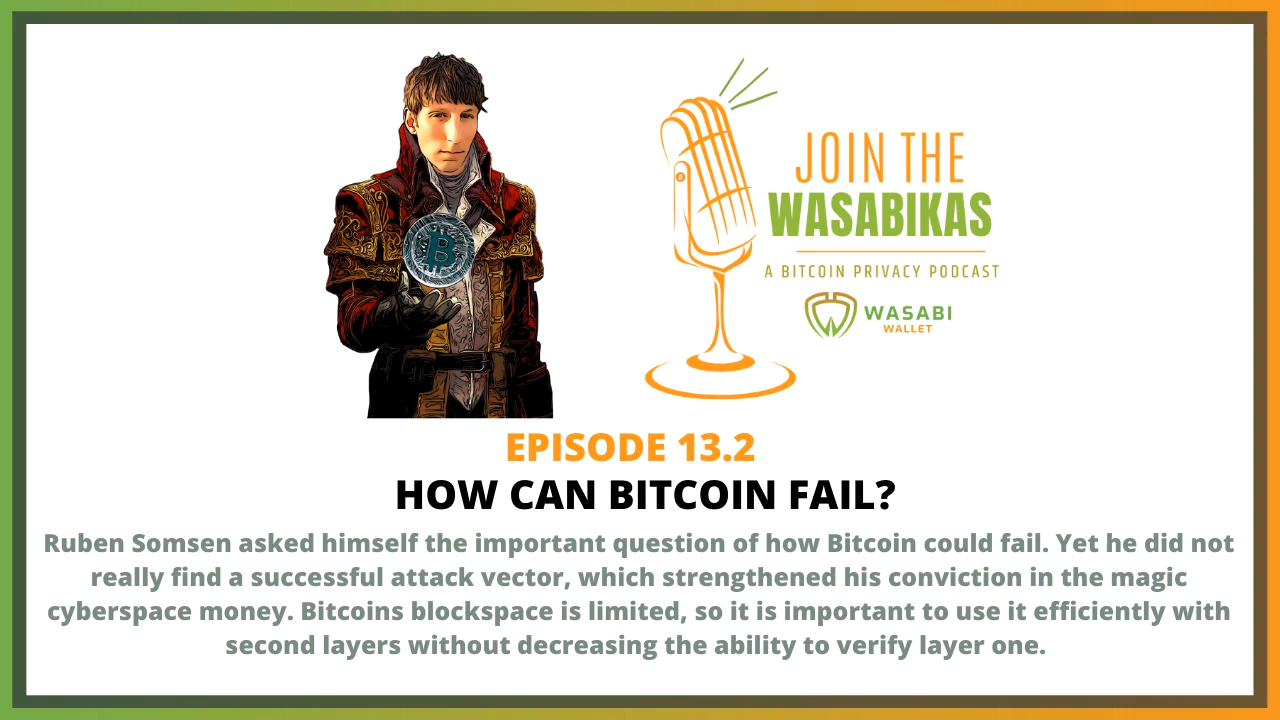 JOIN THE
WASABIKAS
A BITCOIN PRIVACY PODCAST
WASABI
WALLET
EPISODE 13.2
HOW CAN BITCOIN FAIL?
Ruben Somsen asked himself the important question of how Bitcoin could fail. Yet he did not
really find a successful attack vector, which strengthened his conviction in the magic
cyberspace money. Bitcoins blockspace is limited, so it is important to use it efficiently with
second layers without decreasing the ability to verify layer one.